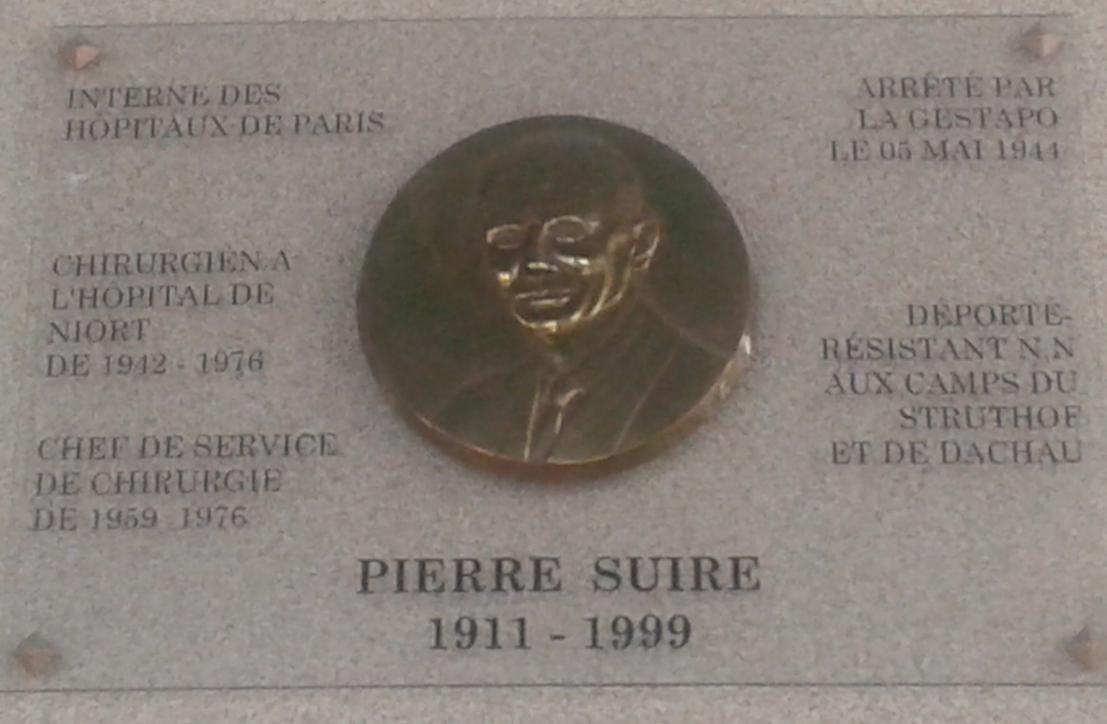 INTERNE DES
HÔPITAUX DE PARIS
CHIRURGIEN A
L'HÔPITAL DE
NIORT
DE 1942 - 1976
CHEF DE SERVICE
DE CHIRURGIE
DE 1959 1976
ARRÊTÉ PAR
LA GESTAPO
LE 05 MAI 1944
DÉPORTÉ-
RÉSISTANT N.N
AUX CAMPS DU
STRUTHOF
ET DE DACHAU
PIERRE SUIRE
1911 - 1999